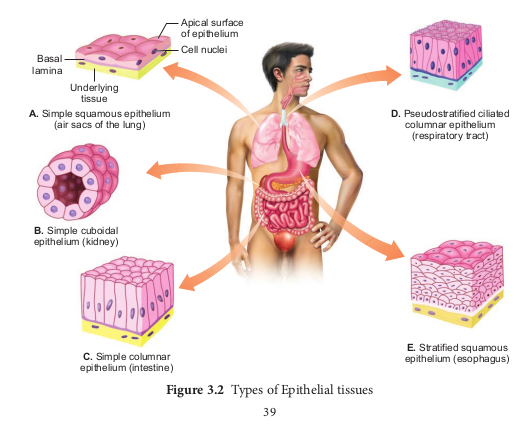 Apical surface
of epithelium
Cell nuclei
Basal
lamina
Underlying
tissue
A. Simple squamous epithelium
(air sacs of the lung)
B. Simple cuboidal
epithelium (kidney)
C. Simple columnar
epithelium (intestine)
D. Pseudostratified ciliated
columnar epithelium
(respiratory tract)
E. Stratified squamous
epithelium (esophagus)
Figure 3.2 Types of Epithelial tissues
39